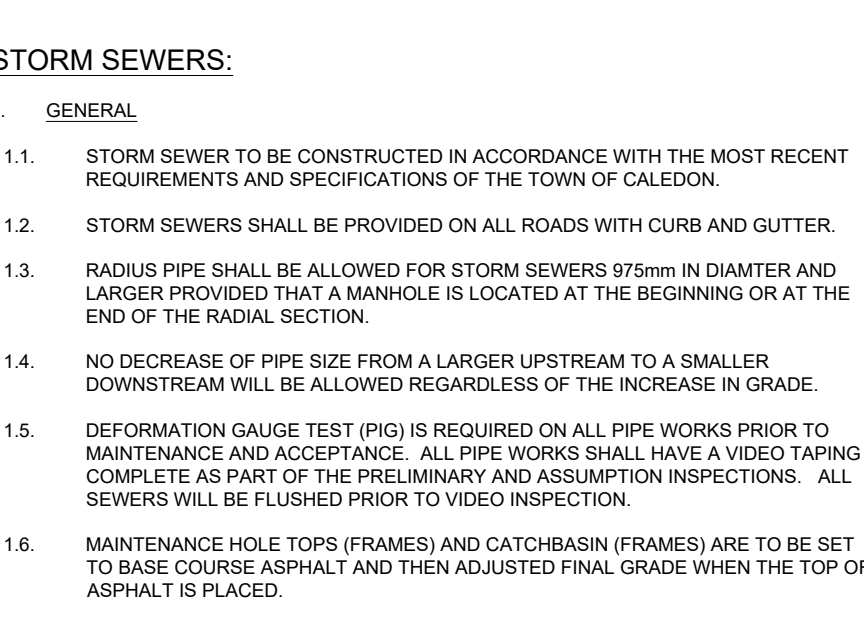 STORM SEWERS:
. GENERAL
1.1. STORM SEWER TO BE CONSTRUCTED IN ACCORDANCE WITH THE MOST RECENT
REQUIREMENTS AND SPECIFICATIONS OF THE TOWN OF CALEDON.
1.2. STORM SEWERS SHALL BE PROVIDED ON ALL ROADS WITH CURB AND GUTTER.
1.3. RADIUS PIPE SHALL BE ALLOWED FOR STORM SEWERS 975mm IN DIAMTER AND
LARGER PROVIDED THAT A MANHOLE IS LOCATED AT THE BEGINNING OR AT THE
END OF THE RADIAL SECTION.
1.4. NO DECREASE OF PIPE SIZE FROM A LARGER UPSTREAM TO A SMALLER
DOWNSTREAM WILL BE ALLOWED REGARDLESS OF THE INCREASE IN GRADE.
1.5. DEFORMATION GAUGE TEST (PIG) IS REQUIRED ON ALL PIPE WORKS PRIOR TO
MAINTENANCE AND ACCEPTANCE. ALL PIPE WORKS SHALL HAVE A VIDEO TAPING
COMPLETE AS PART OF THE PRELIMINARY AND ASSUMPTION INSPECTIONS. ALL
SEWERS WILL BE FLUSHED PRIOR TO VIDEO INSPECTION.
1.6. MAINTENANCE HOLE TOPS (FRAMES) AND CATCHBASIN (FRAMES) ARE TO BE SET
TO BASE COURSE ASPHALT AND THEN ADJUSTED FINAL GRADE WHEN THE TOP OF
ASPHALT IS PLACED.